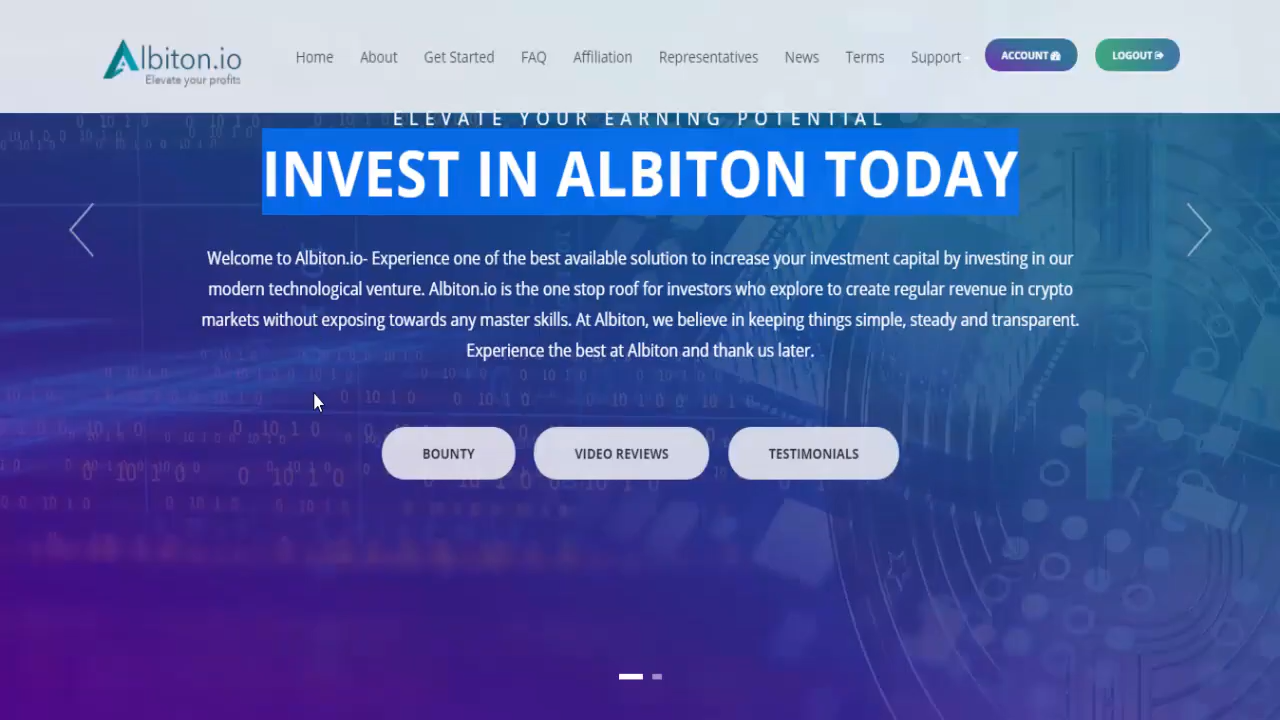 Albiton.io
Elevate your profits
Home About Get Started FAQ Affiliation Representatives News Terms Support ACCOUNT LOGOUT
ELEVATE YOUR EARNING POTENTIAL
INVEST IN ALBITON TODAY
Welcome to Albiton.io- Experience one of the best available solution to increase your investment capital by investing in our
modern technological venture. Albiton.io is the one stop roof for investors who explore to create regular revenue in crypto
markets without exposing towards any master skills. At Albiton, we believe in keeping things simple, steady and transparent.
Experience the best at Albiton and thank us later.
BOUNTY VIDEO REVIEWS TESTIMONIALS